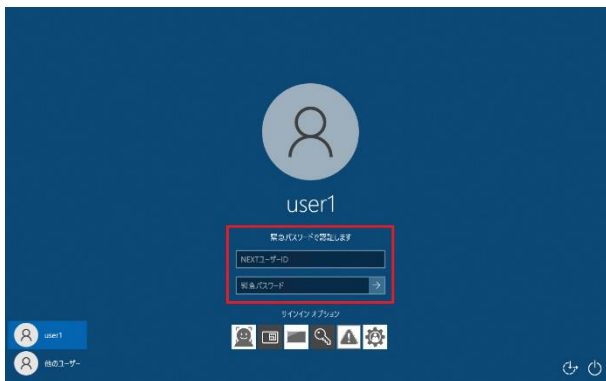 user1
緊急パスワードで認証します
NEXTユーザーID
緊急パスワード
サインイン オプション
user1
他のユーザー